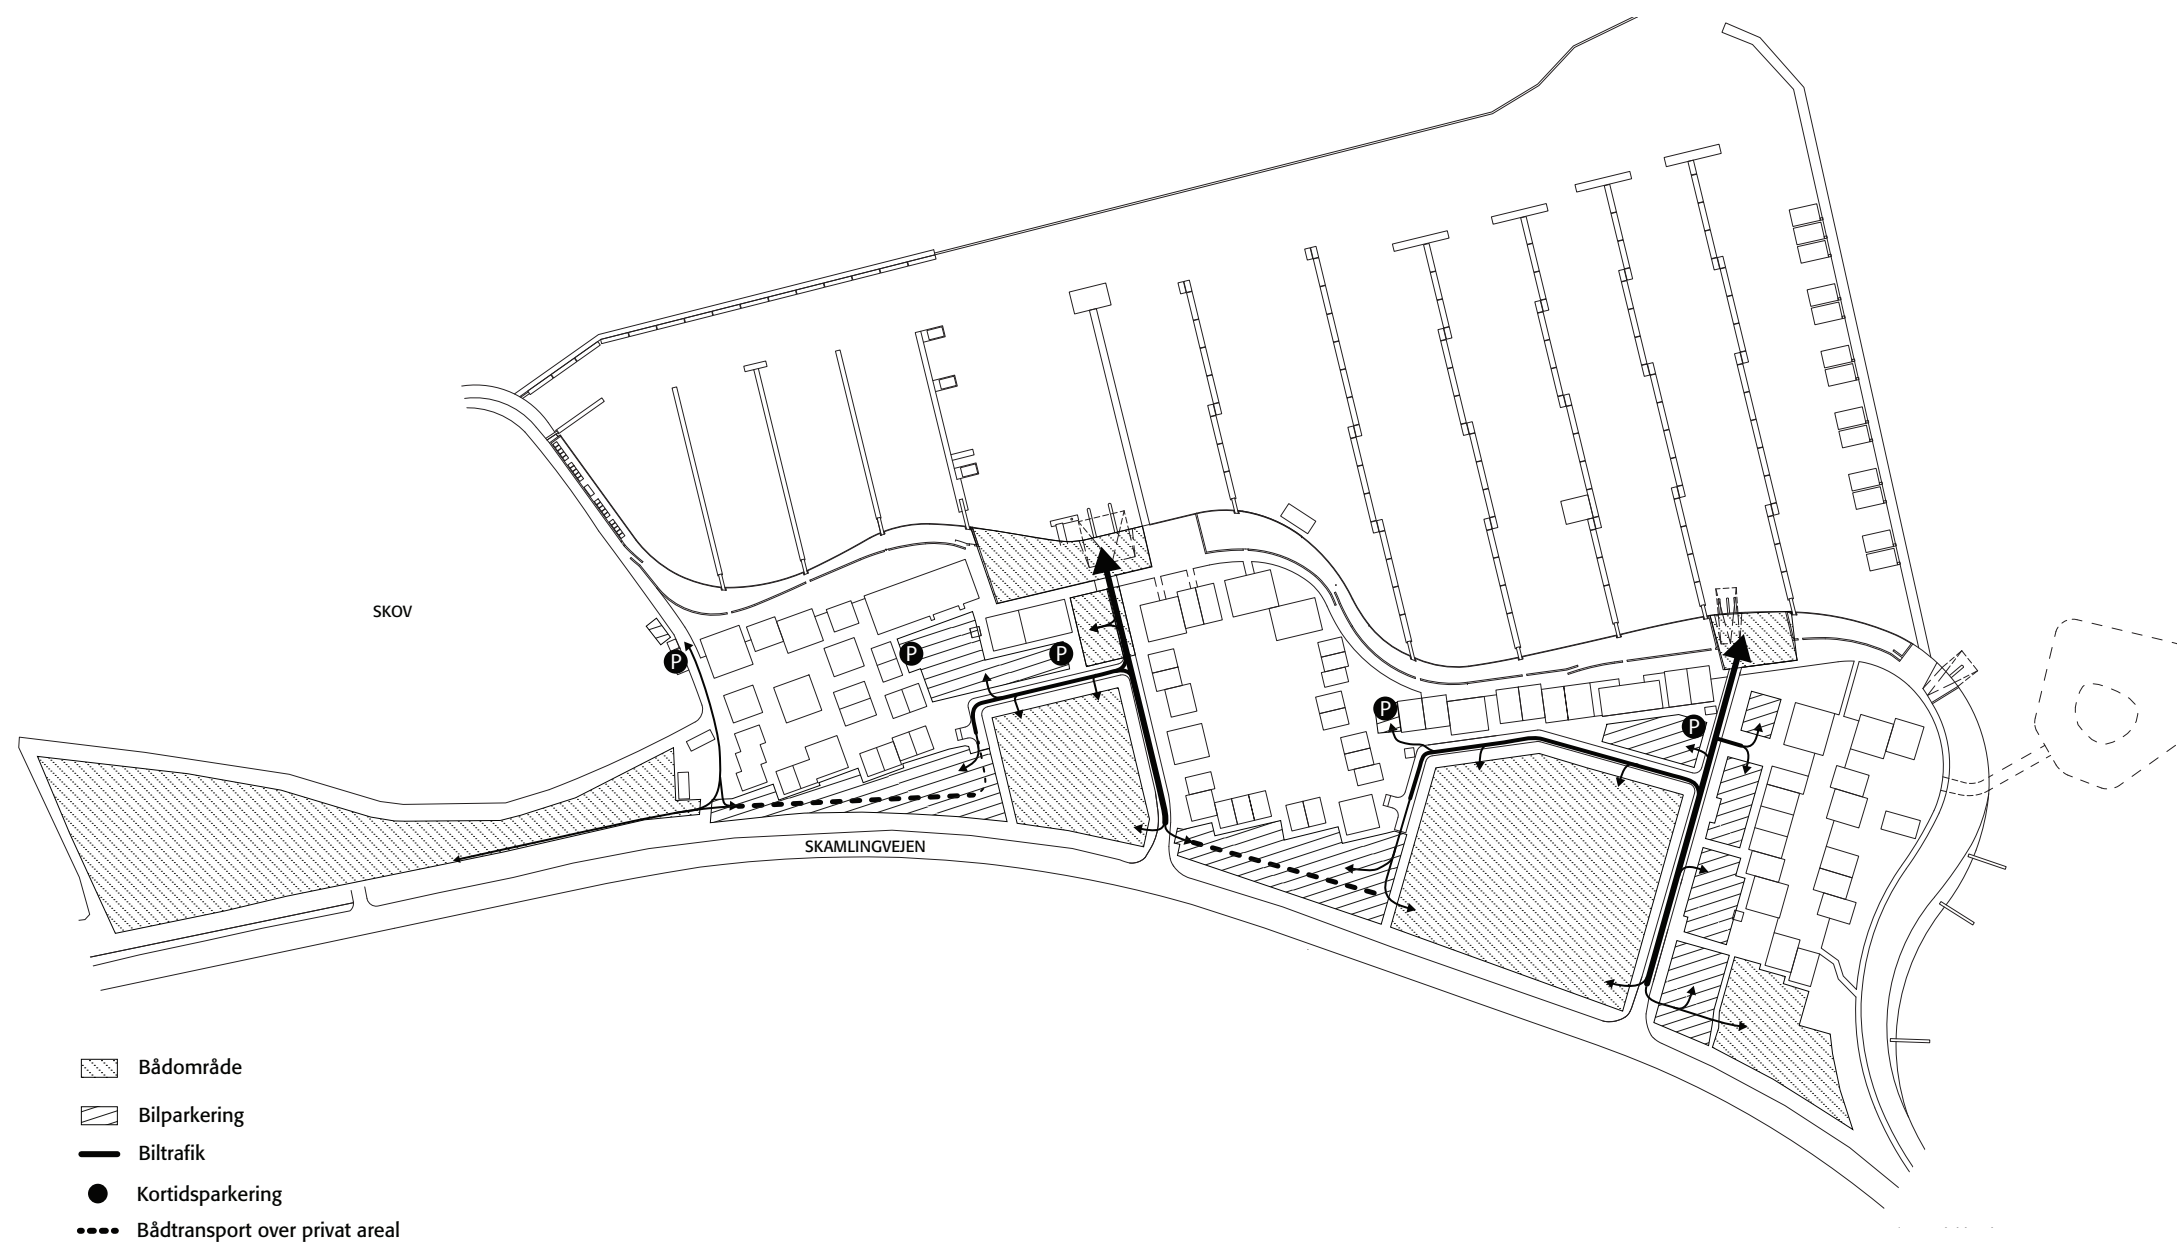 SKOV
P
P
P
P
P
SKAMLINGVEJEN
Bådområde
Bilparkering
Biltrafik
Kortidsparkering
Bådtransport over privat areal